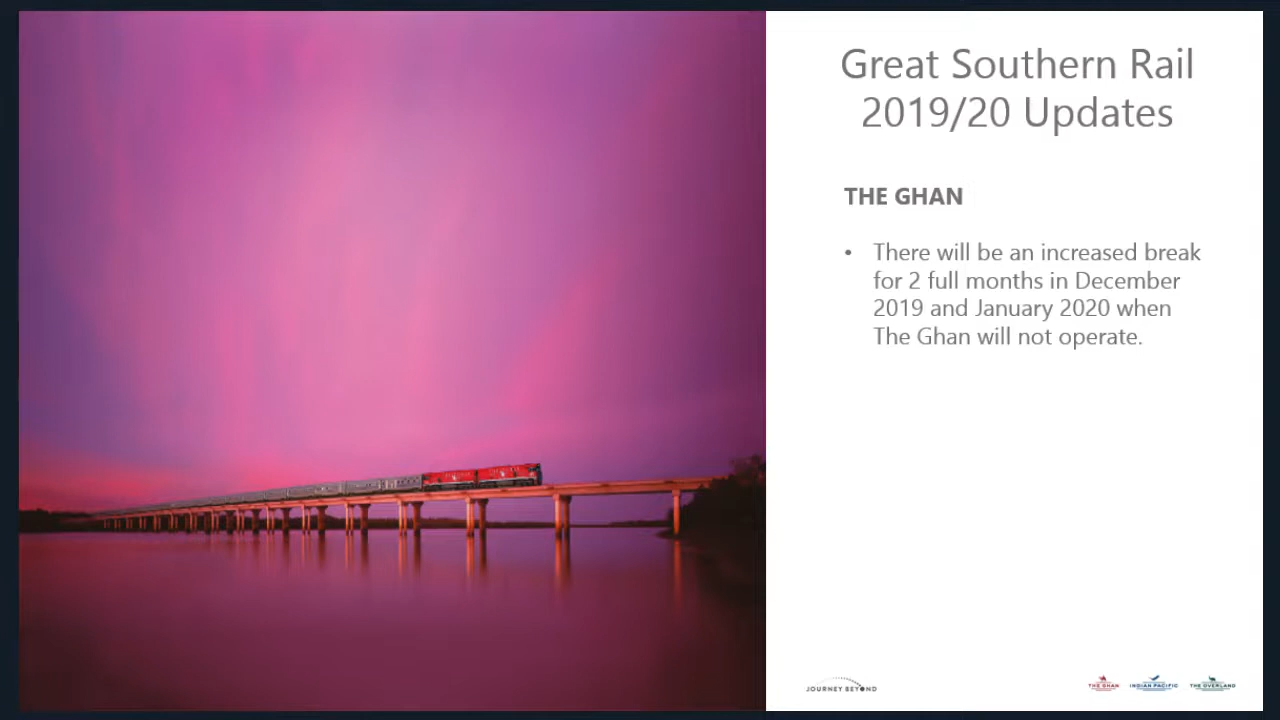 Great Southern Rail
2019/20 Updates
THE GHAN
• There will be an increased break
for 2 full months in December
2019 and January 2020 when
The Ghan will not operate.
JOURNEY BEYOND
THE GHAN
INDIAN PACIFIC
THE OVERLAND